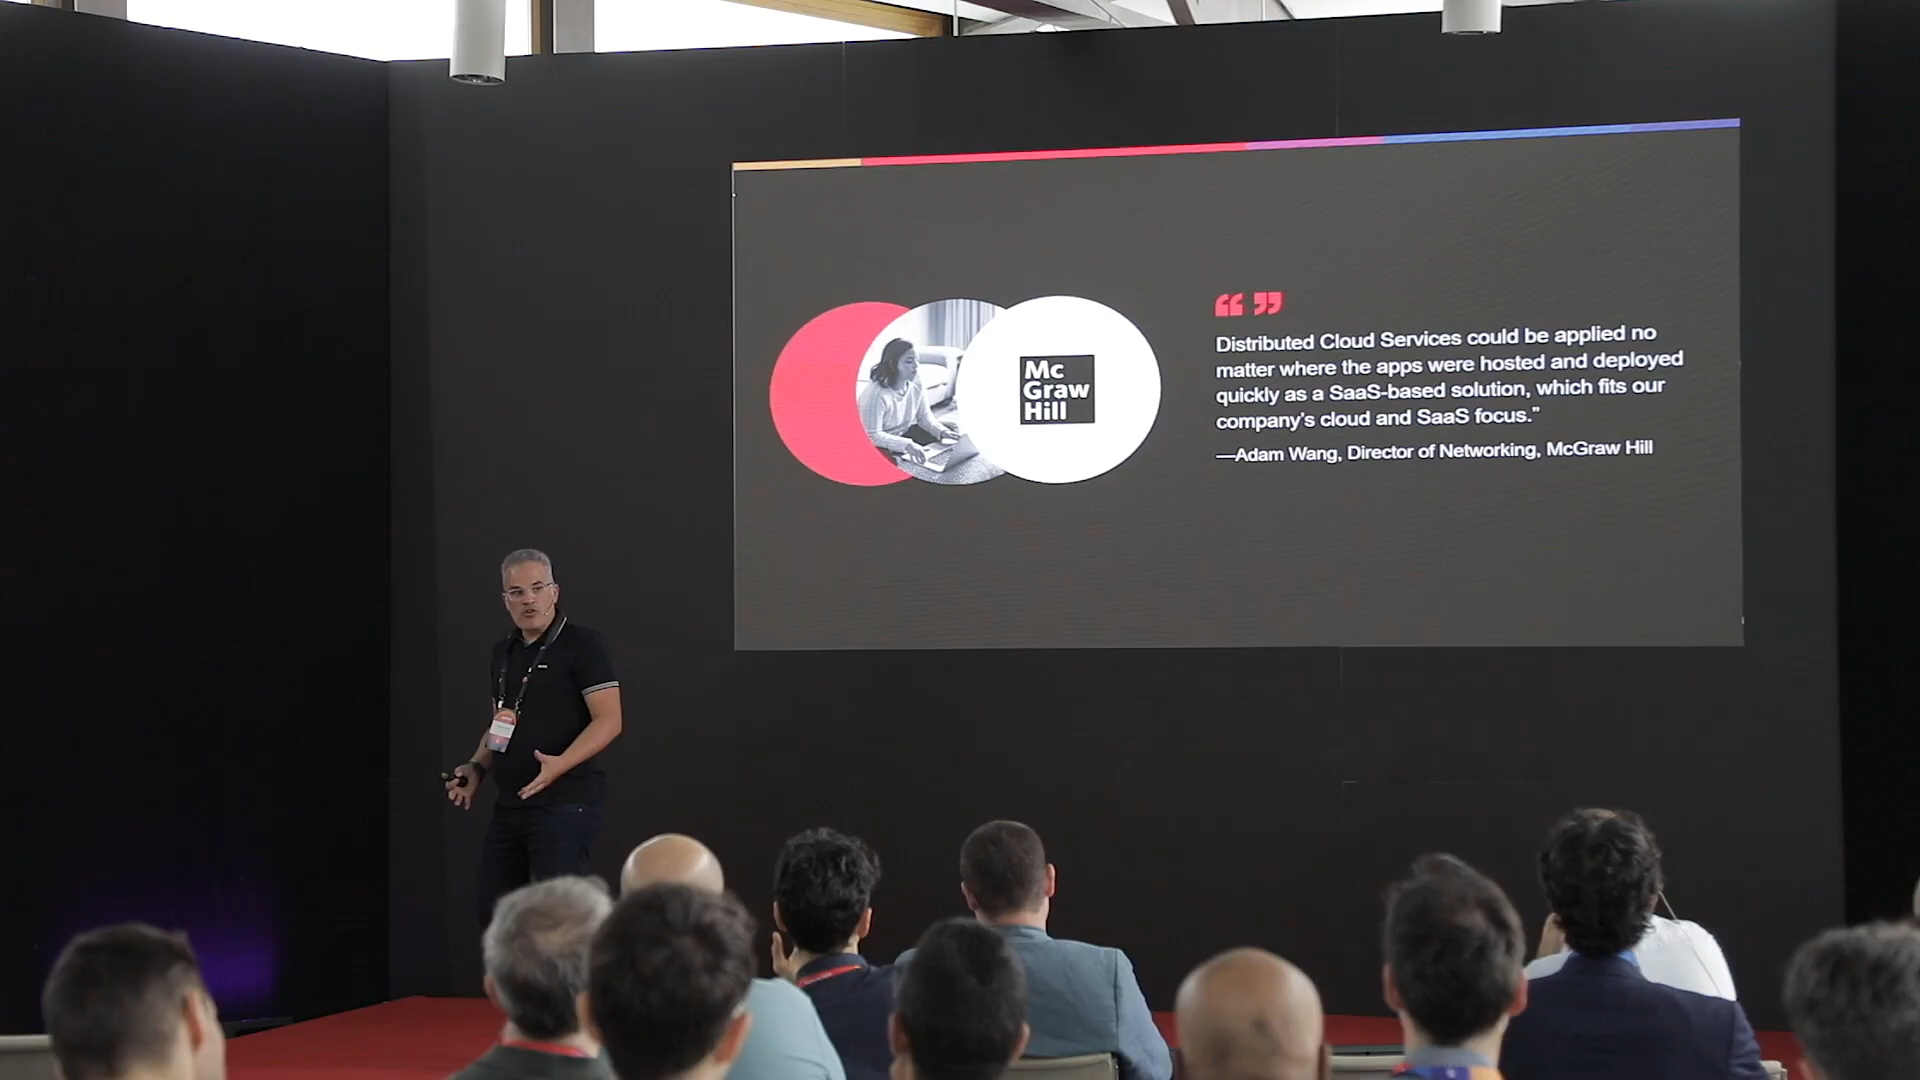 Mc
Graw
Hill
❝ ❞
Distributed Cloud Services could be applied no
matter where the apps were hosted and deployed
quickly as a SaaS-based solution, which fits our
company's cloud and SaaS focus.”
—Adam Wang, Director of Networking, McGraw Hill